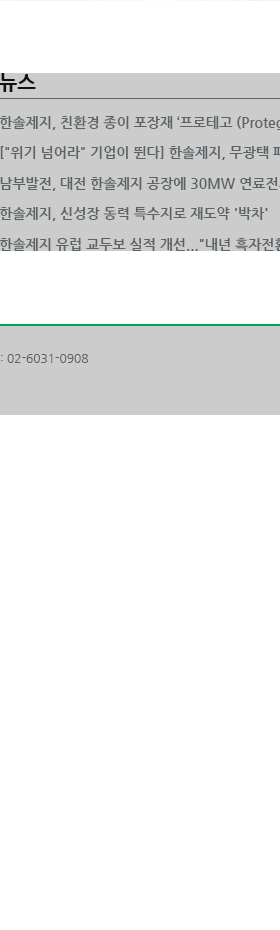 뉴스
한솔제지, 친환경 종이 포장재 ‘프로테고 (Proteg
["위기 넘어라" 기업이 뛴다] 한솔제지, 무광택
남부발전, 대전 한솔제지 공장에 30MW 연료전
한솔제지, 신성장 동력 특수지로 재도약 '박차'
한솔제지 유럽 교두보 실적 개선..."내년 흑자전환
: 02-6031-0908